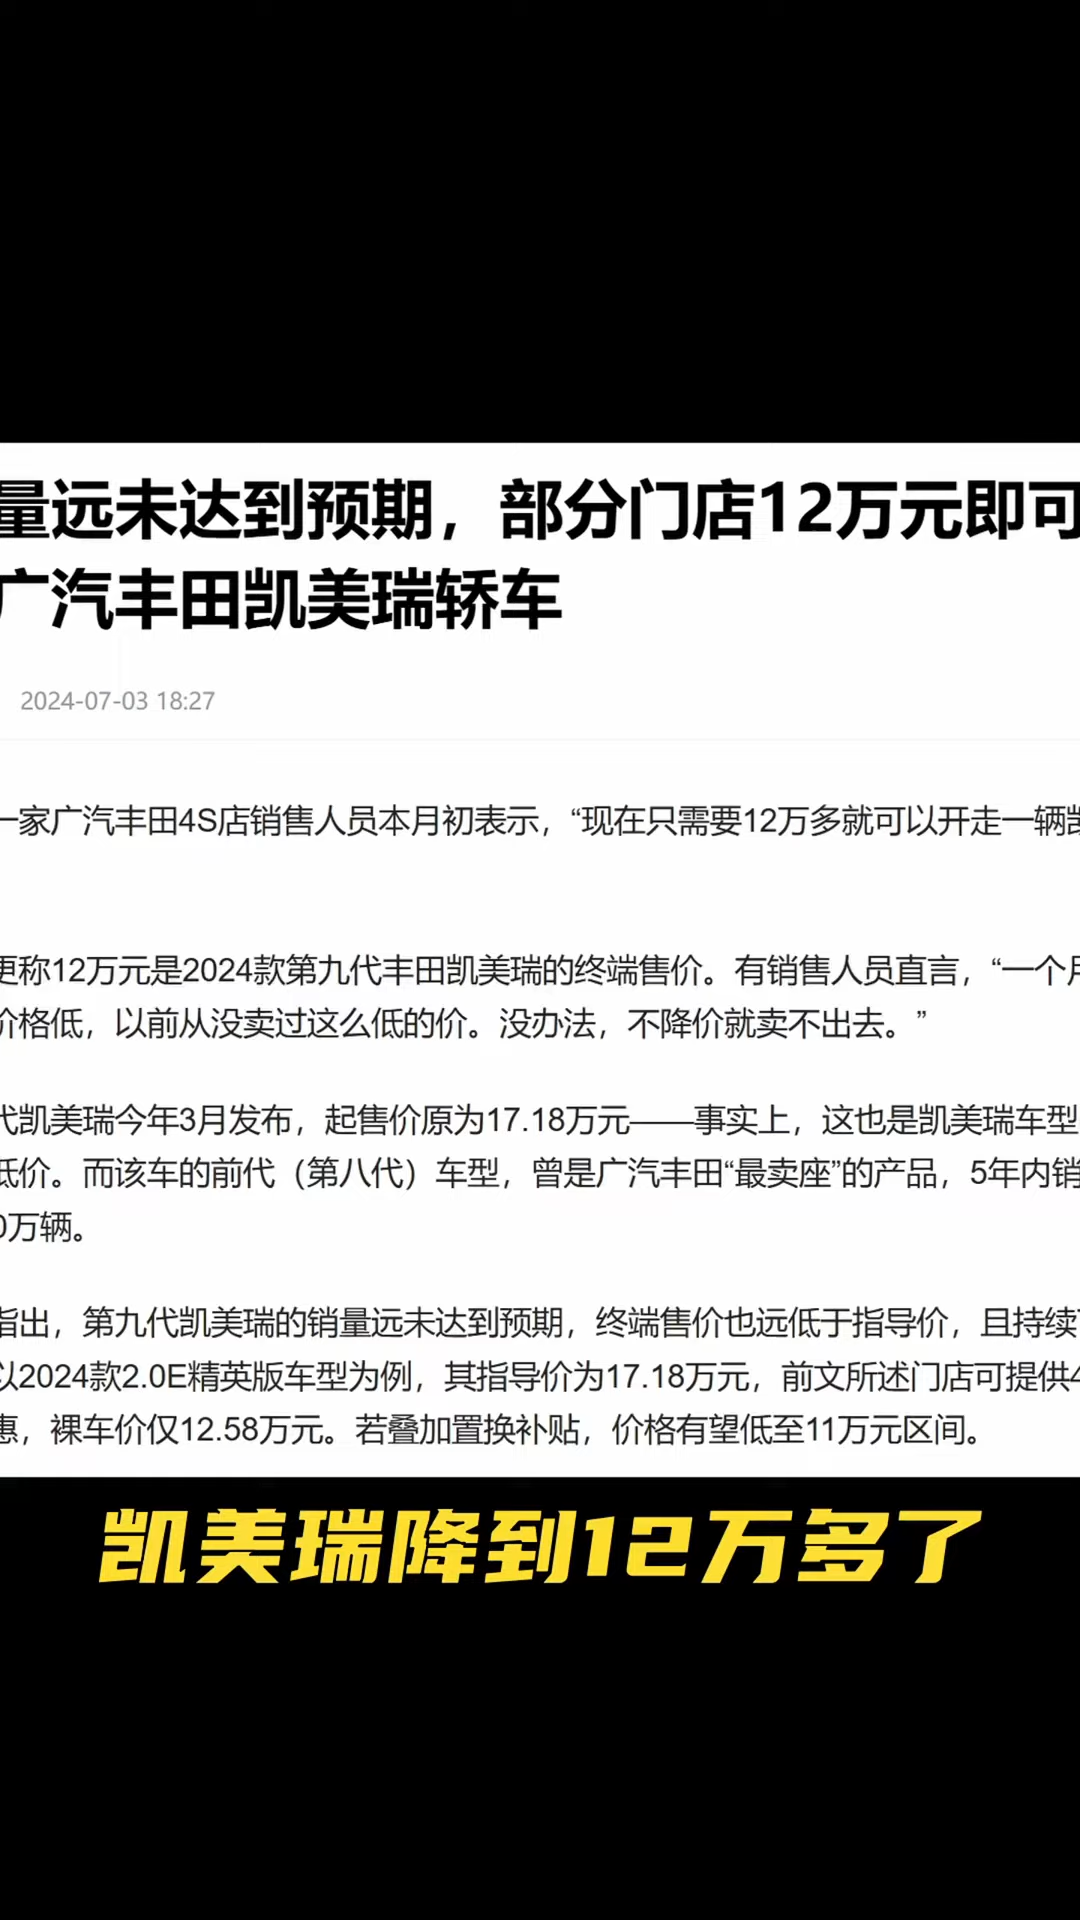 量远未达到预期，部分门店12万元即可
广汽丰田凯美瑞轿车
2024-07-03 18:27
一家广汽丰田4S店销售人员本月初表示，“现在只需要12万多就可以开走一辆凯
更称12万元是2024款第九代丰田凯美瑞的终端售价。有销售人员直言，“一个月
价格低，以前从没卖过这么低的价。没办法，不降价就卖不出去。”
代凯美瑞今年3月发布，起售价原为17.18万元——事实上，这也是凯美瑞车型
低价。而该车的前代（第八代）车型，曾是广汽丰田“最卖座”的产品，5年内销
0万辆。
指出，第九代凯美瑞的销量远未达到预期，终端售价也远低于指导价，且持续下
以2024款2.0E精英版车型为例，其指导价为17.18万元，前文所述门店可提供4
惠，裸车价仅12.58万元。若叠加置换补贴，价格有望低至11万元区间。
凯美瑞降到12万多了